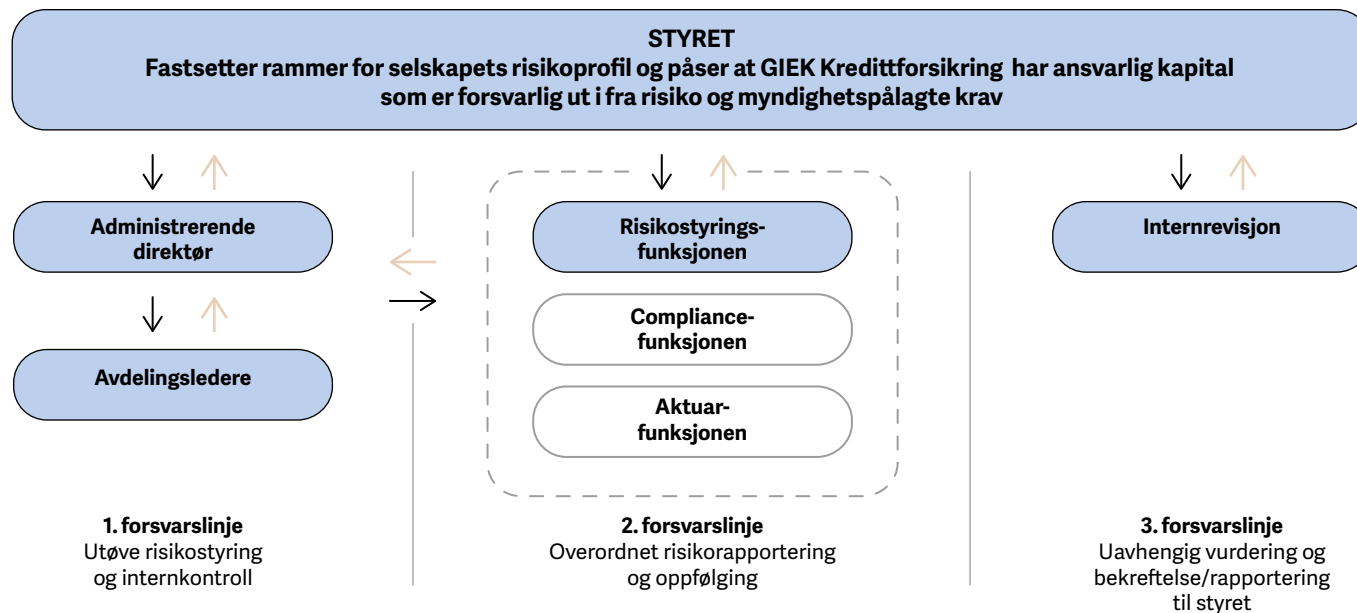 STYRET
Fastsetter rammer for selskapets risikoprofil og påser at GIEK Kredittforsikring har ansvarlig kapital
som er forsvarlig ut i fra risiko og myndighetspålagte krav
Administrerende
direktør
Avdelingsledere
Risikostyrings-
funksjonen
Compliance-
funksjonen
Aktuar-
funksjonen
Internrevisjon
1. forsvarslinje
Utøve risikostyring
og internkontroll
2. forsvarslinje
Overordnet risikorapportering
og oppfølging
3. forsvarslinje
Uavhengig vurdering og
bekreftelse/rapportering
til styret